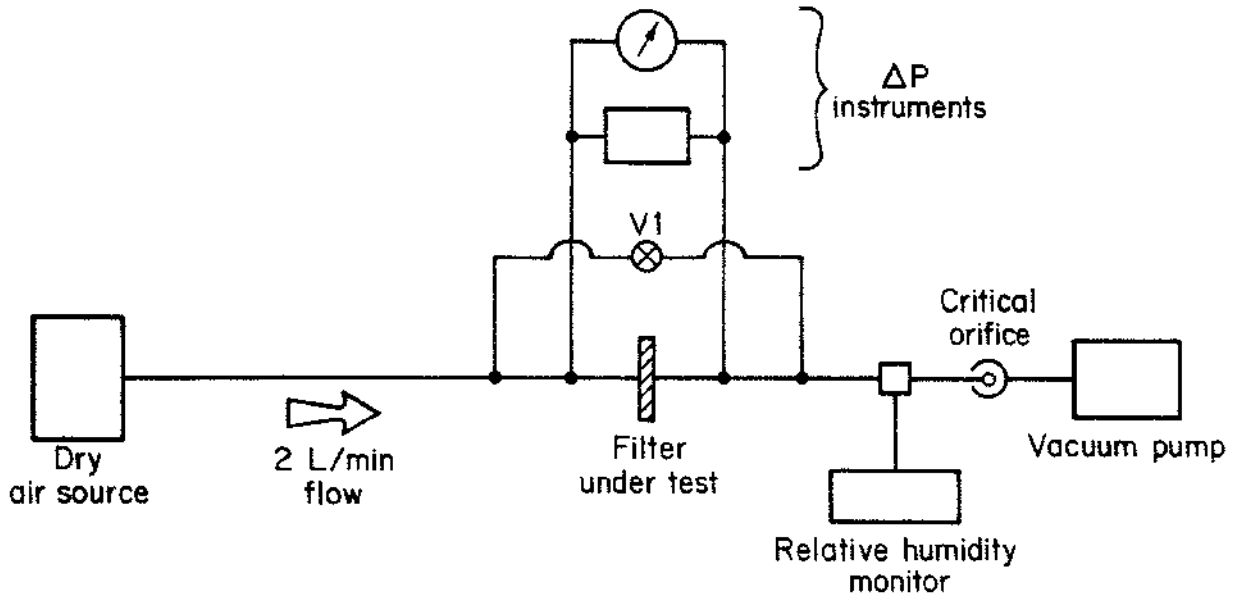 ΔP
instruments
V1
Critical
orifice
Dry
air source
2 L/min
flow
Filter
under test
Vacuum pump
Relative humidity
monitor